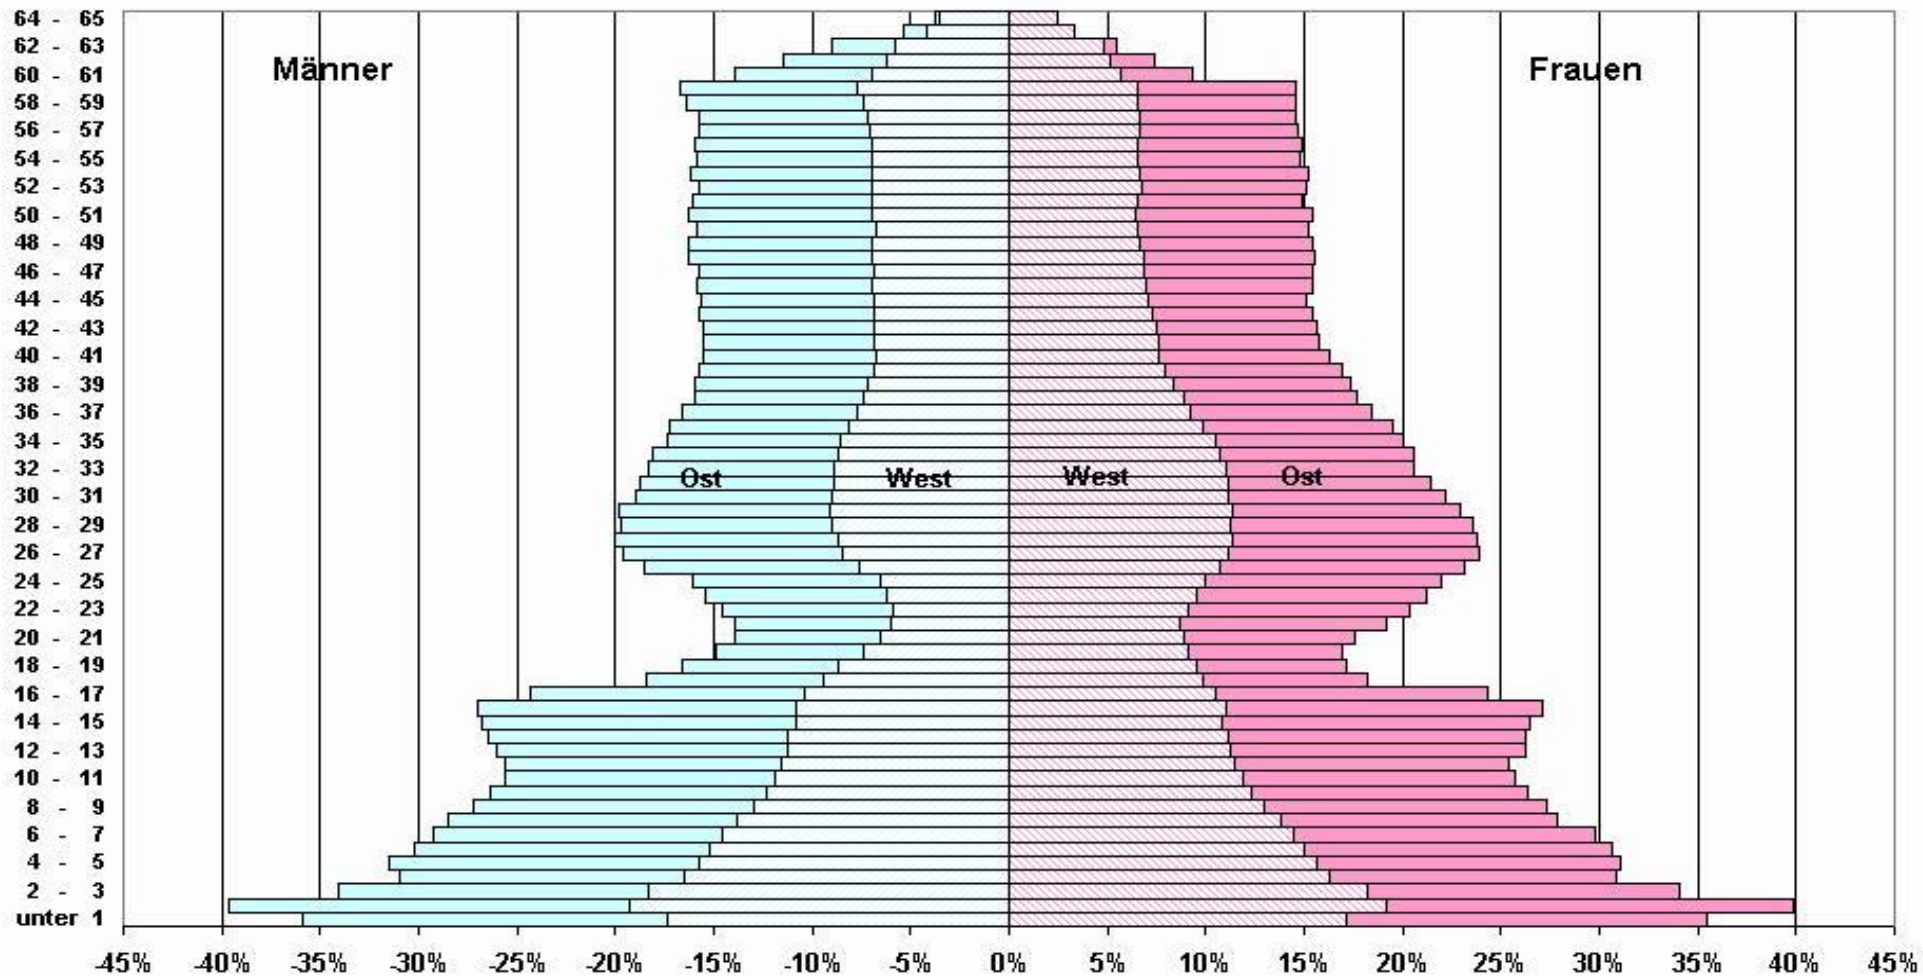 64 - 65
62 - 63
Männer
Frauen
60 - 61
58 - 59
56 - 57
54 - 55
52 - 53
50 - 51
48 - 49
46 - 47
44 - 45
42 - 43
40 - 41
38 - 39
36 - 37
34 - 35
32 - 33
Ost West West Ost
30 - 31
28 - 29
26 - 27
24 - 25
22 - 23
20 - 21
18 - 19
16 - 17
14 - 15
12 - 13
10 - 11
8 - 9
6 - 7
4 - 5
2 - 3
unter 1
-45% -40% -35% -30% -25% -20% -15% -10% -5% 0% 5% 10% 15% 20% 25% 30% 35% 40% 45%